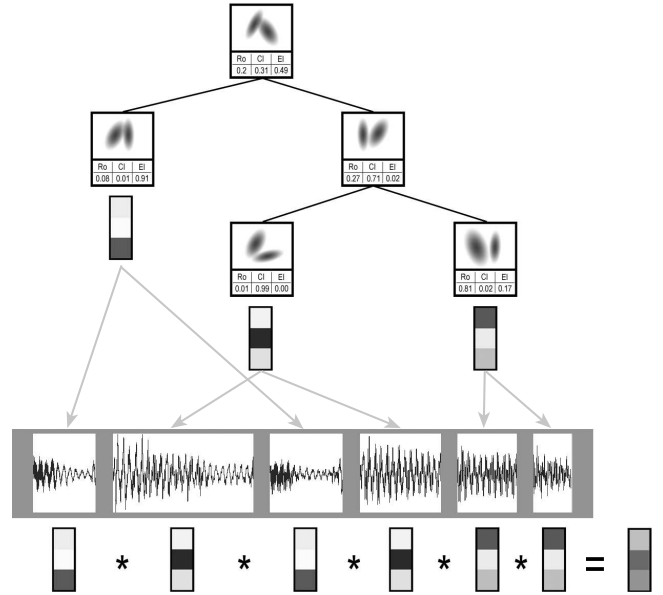 Ro Cl El
0.2 0.31 0.49
Ro Cl El
0.08 0.01 0.91
Ro Cl El
0.27 0.71 0.02
Ro Cl El
0.01 0.99 0.00
Ro Cl El
0.81 0.02 0.17
* * * * * =